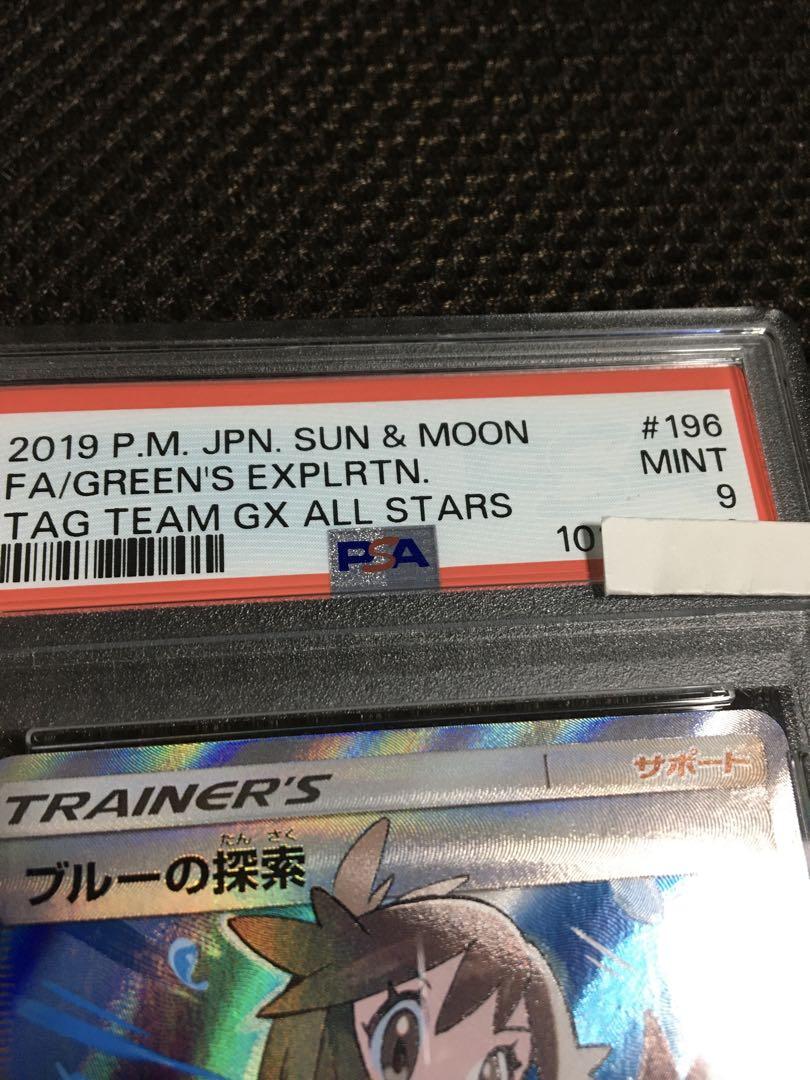 2019 P.M. JPN. SUN & MOON #196
FA/GREEN'S EXPLRTN. MINT
TAG TEAM GX ALL STARS 9
PSA 10
TRAINER'S サポート
たん さく
ブルーの探索